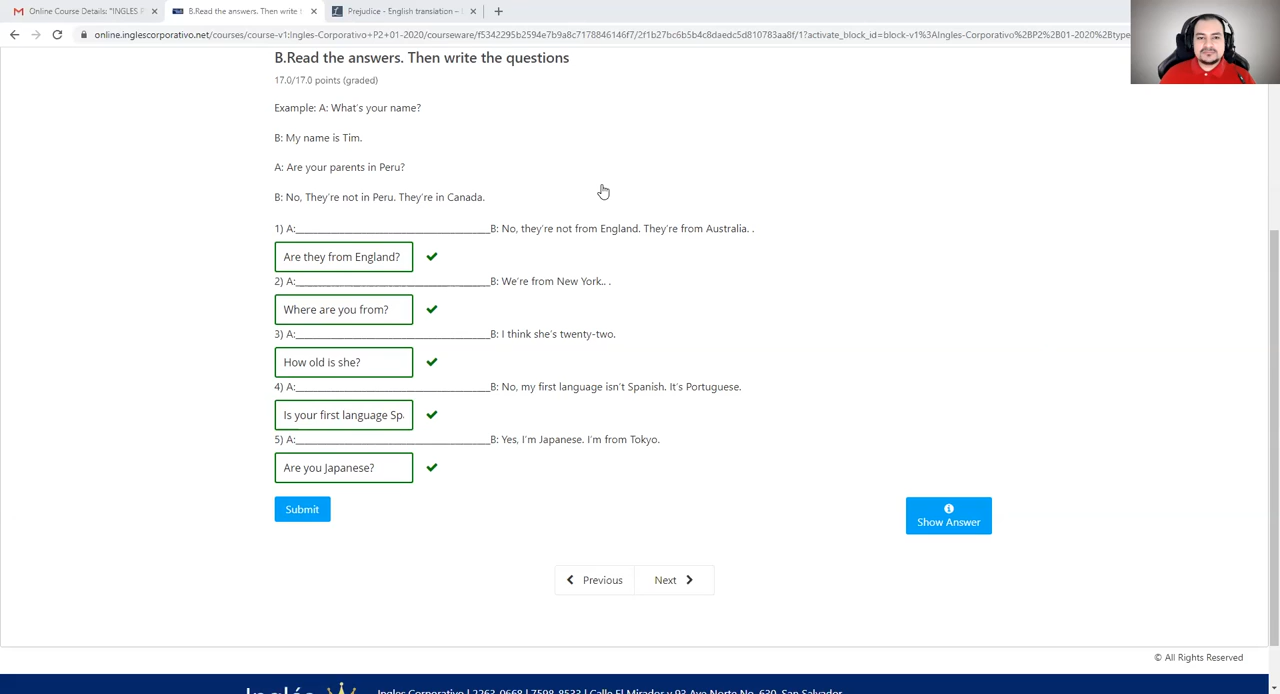 Online Course Details: "INGLES P
B.Read the answers. Then write t
Prejudice - English translation –
online.inglescorporativo.net/courses/course-v1:Ingles-Corporativo+P2+01-2020/courseware/f5342295b2594e7b9a8c7178846146f7/2f1b27bc6b5b4c8daedc5d810783aa8f/1?activate_block_id=block-v1%3AIngles-Corporativo%2BP2%2B01-2020%2Btype
B.Read the answers. Then write the questions
17.0/17.0 points (graded)
Example: A: What's your name?
B: My name is Tim.
A: Are your parents in Peru?
B: No, They're not in Peru. They're in Canada.
1) A:___________________________________B: No, they're not from England. They're from Australia. .
Are they from England?
2) A:___________________________________B: We're from New York.. .
Where are you from?
3) A:___________________________________B: I think she's twenty-two.
How old is she?
4) A:___________________________________B: No, my first language isn't Spanish. It's Portuguese.
Is your first language Sp
5) A:___________________________________B: Yes, I'm Japanese. I'm from Tokyo.
Are you Japanese?
Submit
Show Answer
Previous
Next
© All Rights Reserved
Inglés
Ingles Corporativo | 2263-0668 | 7598-8533 | Calle El Mirador y 93 Ave Norte No. 630, San Salvador